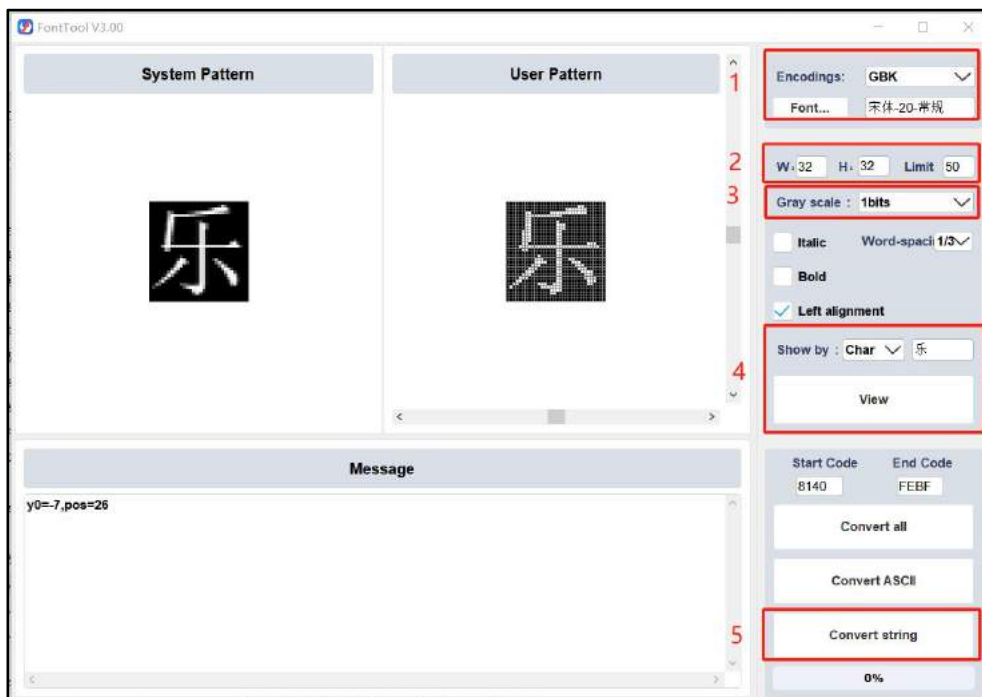 FontTool V3.00
System Pattern
User Pattern
乐
乐
Message
y0=-7,pos=26
1
Encodings: GBK
Font... 宋体-20-常规
2
W: 32 H: 32 Limit 50
3
Gray scale : 1bits
Italic Word-spaci 1/3
Bold
Left alignment
4
Show by : Char 乐
View
Start Code End Code
8140 FEBF
Convert all
Convert ASCII
5
Convert string
0%